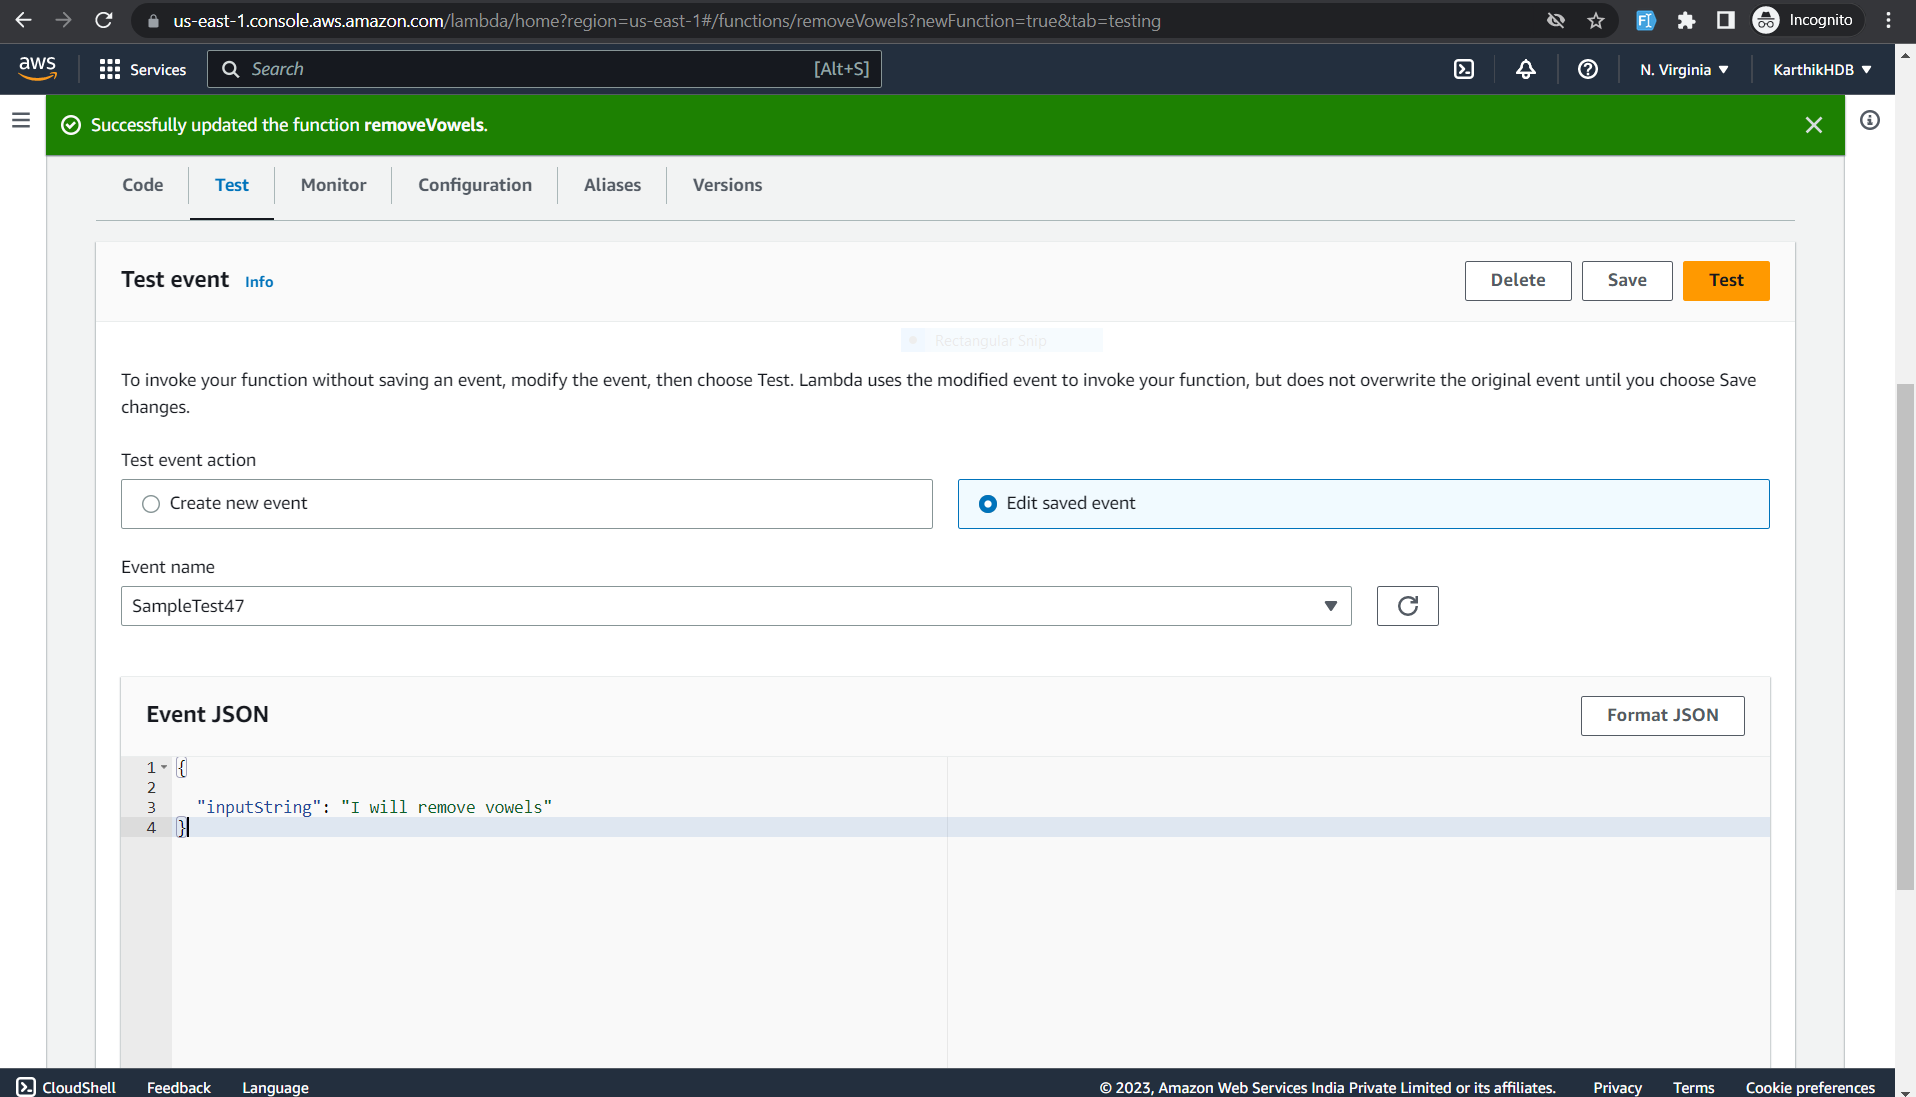 us-east-1.console.aws.amazon.com/lambda/home?region=us-east-1#/functions/removeVowels?newFunction=true&tab=testing
Incognito
aws
Services
Search
[Alt+S]
N. Virginia
KarthikHDB
Successfully updated the function removeVowels.
Code
Test
Monitor
Configuration
Aliases
Versions
Test event Info
Delete
Save
Test
Rectangular Snip
To invoke your function without saving an event, modify the event, then choose Test. Lambda uses the modified event to invoke your function, but does not overwrite the original event until you choose Save
changes.
Test event action
Create new event
Edit saved event
Event name
SampleTest47
Event JSON
Format JSON
1 {
2
3 "inputString": "I will remove vowels"
4 }
CloudShell
Feedback
Language
© 2023, Amazon Web Services India Private Limited or its affiliates.
Privacy
Terms
Cookie preferences